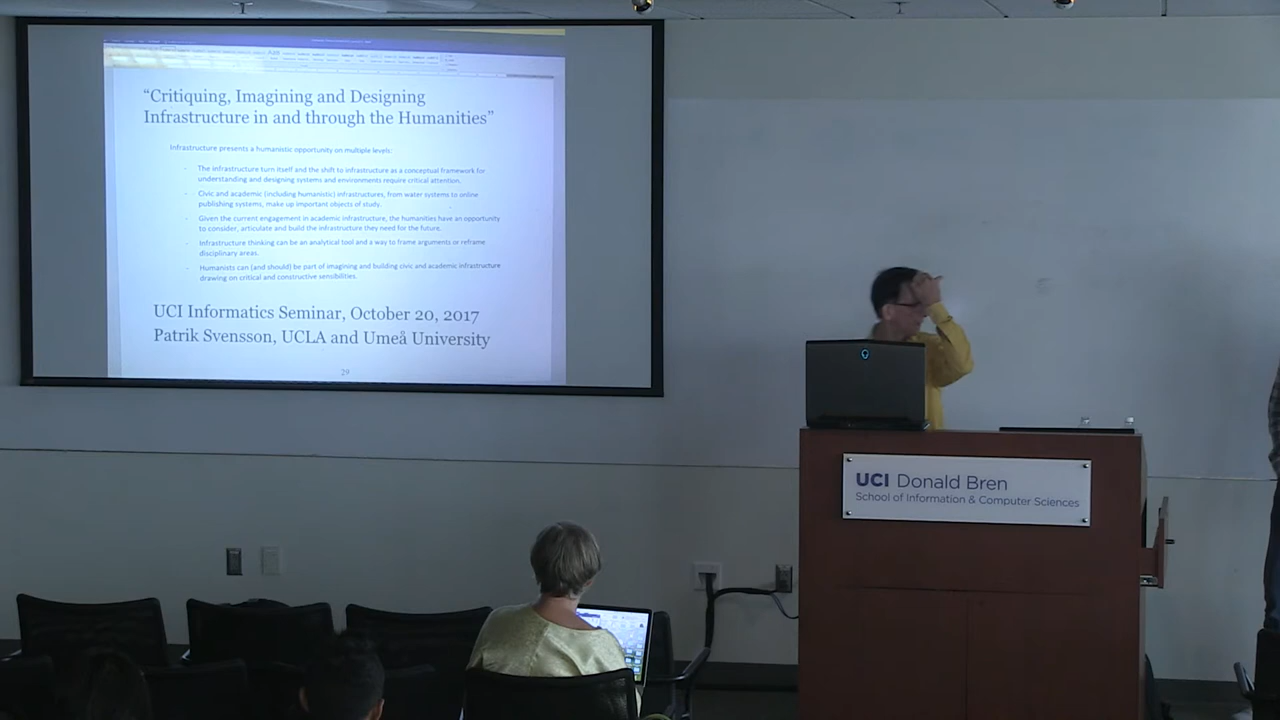 “Critiquing, Imagining and Designing
Infrastructure in and through the Humanities”
Infrastructure presents a humanistic opportunity on multiple levels:
- The infrastructure turn itself and the shift to infrastructure as a conceptual framework for
understanding and designing systems and environments require critical attention.
- Civic and academic (including humanistic) infrastructures, from water systems to online
publishing systems, make up important objects of study.
- Given the current engagement in academic infrastructure, the humanities have an opportunity
to consider, articulate and build the infrastructure they need for the future.
- Infrastructure thinking can be an analytical tool and a way to frame arguments or reframe
disciplinary areas.
- Humanists can (and should) be part of imagining and building civic and academic infrastructure
drawing on critical and constructive sensibilities.
UCI Informatics Seminar, October 20, 2017
Patrik Svensson, UCLA and Umeå University
29
UCI Donald Bren
School of Information & Computer Sciences